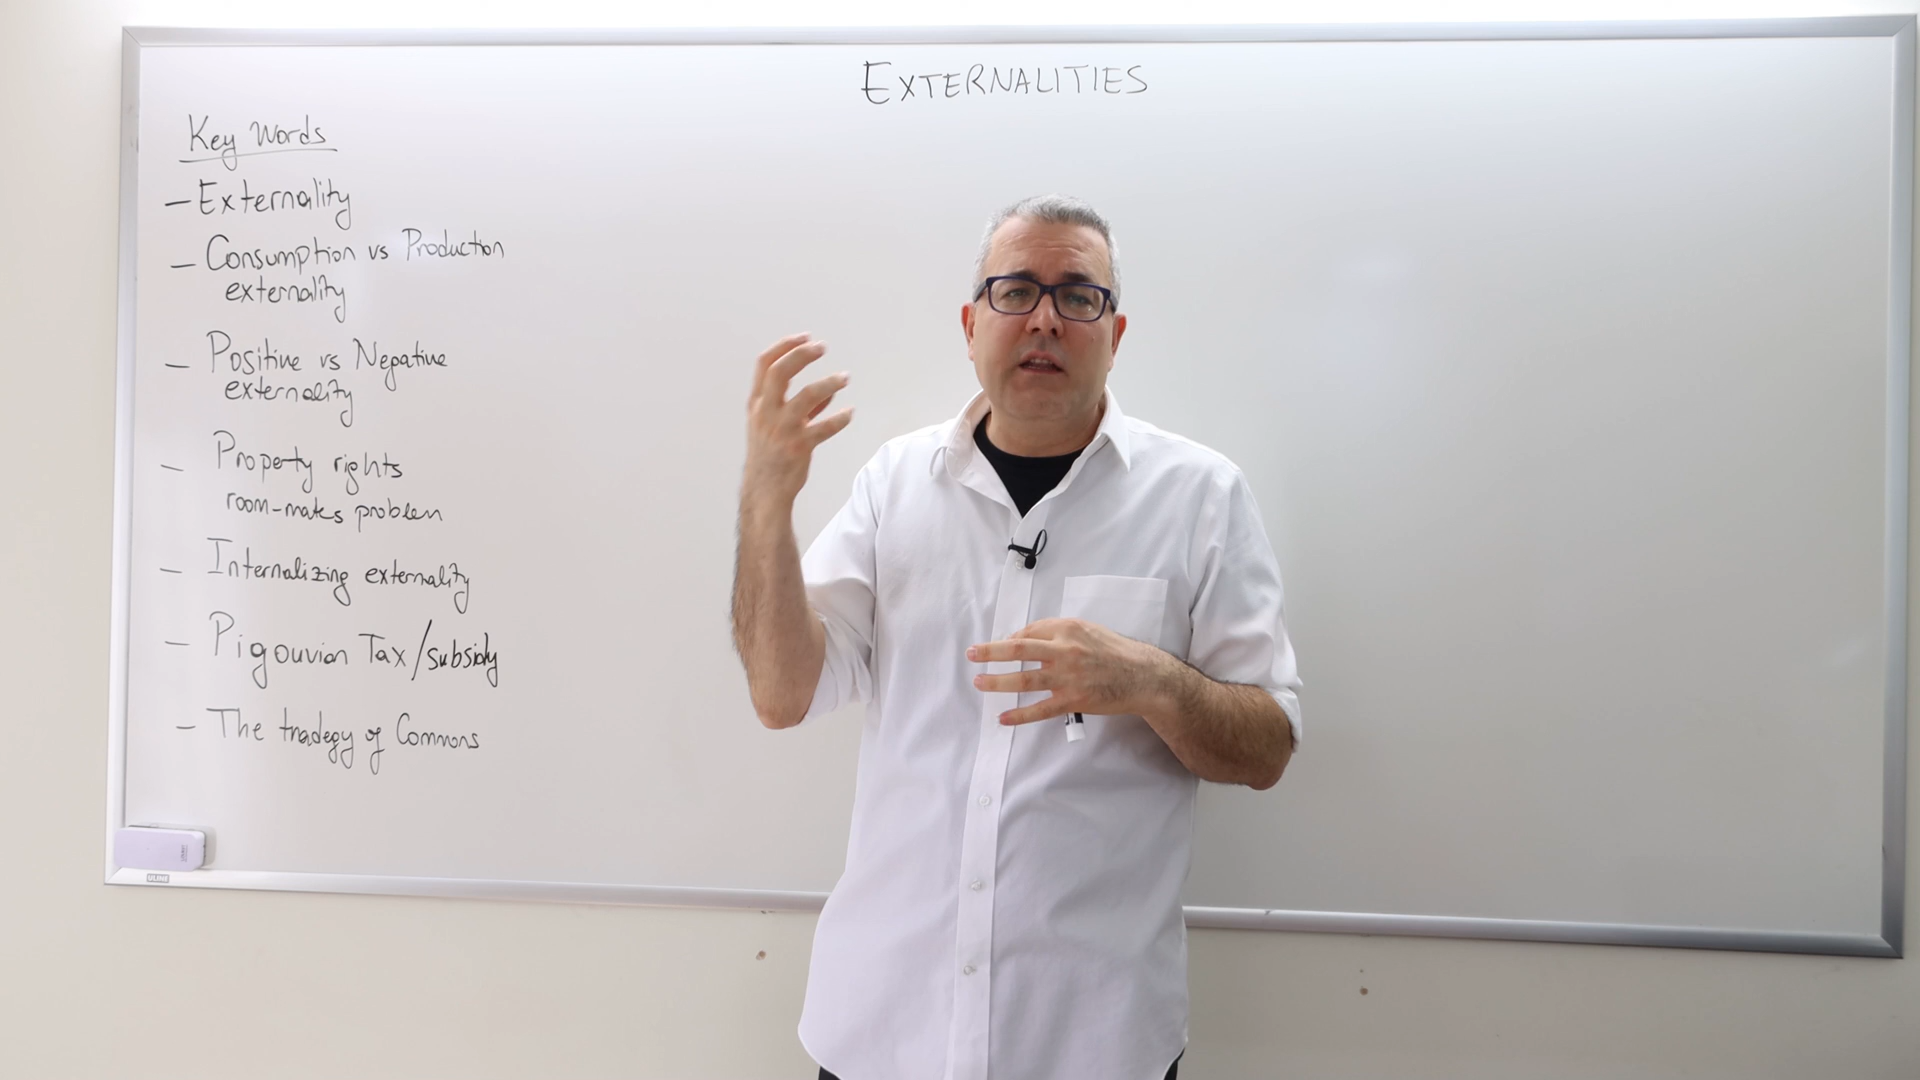 EXTERNALITIES
Key Words
- Externality
- Consumption vs Production
externality
- Positive vs Negative
externality
- Property rights
room-mates problem
- Internalizing externality
- Pigouvian Tax/subsidy
- The tradegy of Commons
ULINE